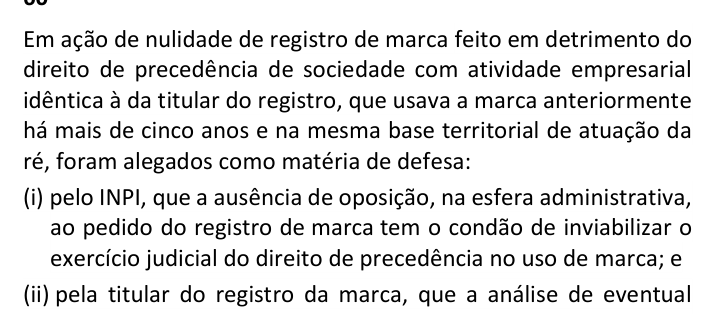 Em ação de nulidade de registro de marca feito em detrimento do
direito de precedência de sociedade com atividade empresarial
idêntica à da titular do registro, que usava a marca anteriormente
há mais de cinco anos e na mesma base territorial de atuação da
ré, foram alegados como matéria de defesa:
(i) pelo INPI, que a ausência de oposição, na esfera administrativa,
ao pedido do registro de marca tem o condão de inviabilizar o
exercício judicial do direito de precedência no uso de marca; e
(ii) pela titular do registro da marca, que a análise de eventual